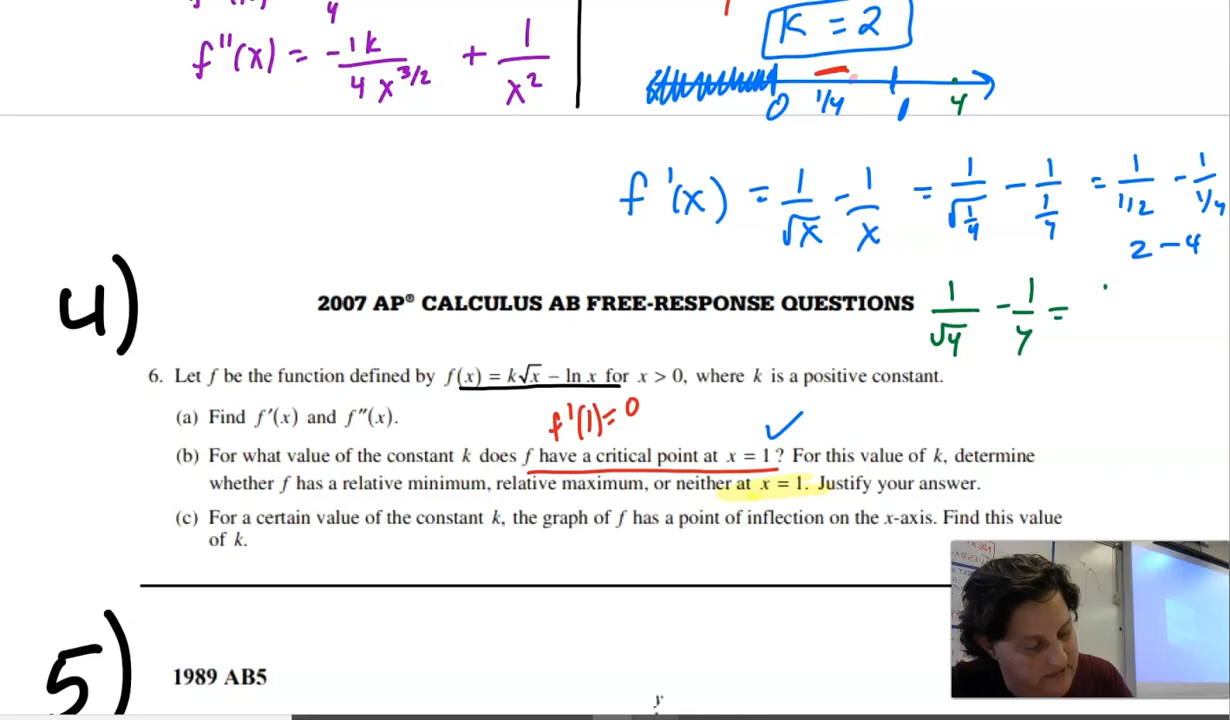 f''(x) = -1k / 4x^{3/2} + 1 / x^2
K = 2
0 1/4 1 4
f'(x) = 1/√x - 1/x = 1/√(1/4) - 1/(1/4) = 1/(1/2) - 1/(1/4)
2 - 4
4)
2007 AP® CALCULUS AB FREE-RESPONSE QUESTIONS
1/√4 - 1/4 =
6. Let f be the function defined by f(x) = k√x − ln x for x > 0, where k is a positive constant.
(a) Find f′(x) and f″(x).
f'(1) = 0
(b) For what value of the constant k does f have a critical point at x = 1 ? For this value of k, determine
whether f has a relative minimum, relative maximum, or neither at x = 1. Justify your answer.
(c) For a certain value of the constant k, the graph of f has a point of inflection on the x-axis. Find this value
of k.
5)
1989 AB5
y